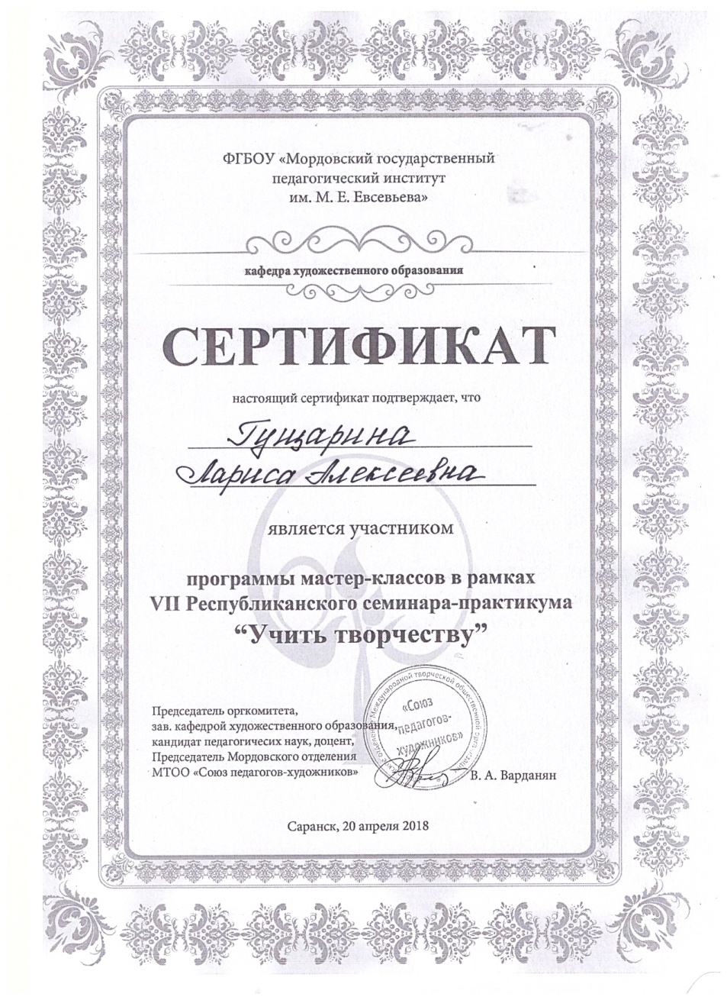 ФГБОУ «Мордовский государственный
педагогический институт
им. М. Е. Евсевьева»
кафедра художественного образования
СЕРТИФИКАТ
настоящий сертификат подтверждает, что
Гущарина
Лариса Алексеевна
является участником
программы мастер-классов в рамках
VII Республиканского семинара-практикума
“Учить творчеству”
Председатель оргкомитета,
зав. кафедрой художественного образования,
кандидат педагогичесих наук, доцент,
Председатель Мордовского отделения
МТОО «Союз педагогов-художников»
Международной творческой общественной
«Союз
педагогов-
художников»
В. А. Варданян
Саранск, 20 апреля 2018